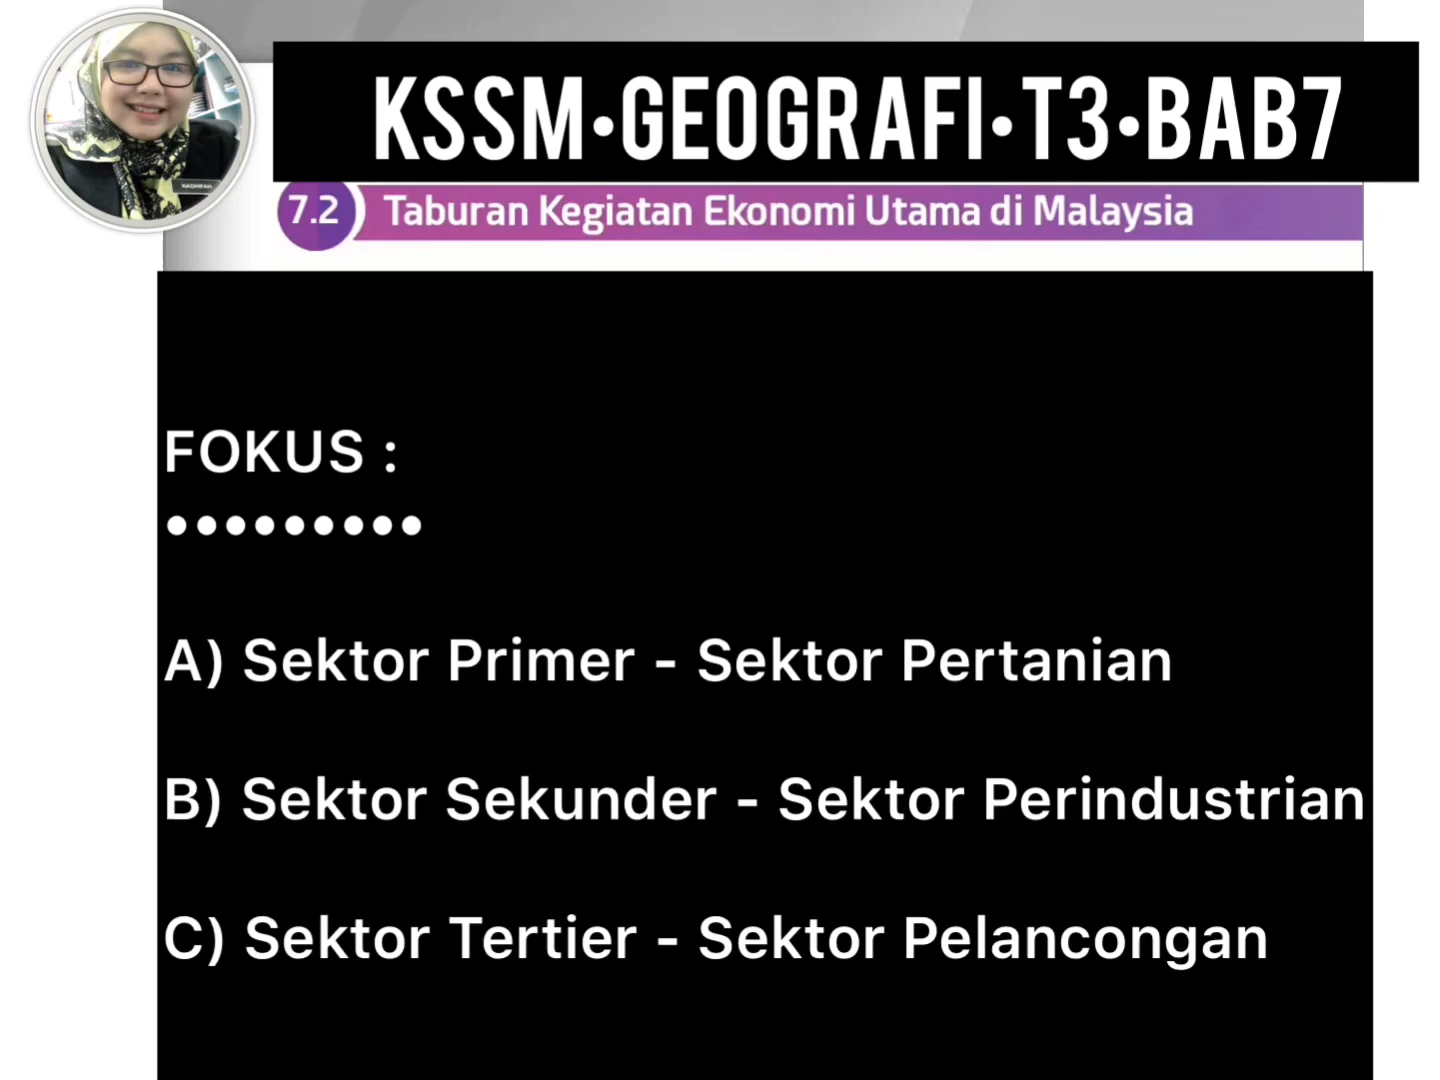 KSSM•GEOGRAFI•T3•BAB7
7.2 Taburan Kegiatan Ekonomi Utama di Malaysia
FOKUS :
•••••••••
A) Sektor Primer - Sektor Pertanian
B) Sektor Sekunder - Sektor Perindustrian
C) Sektor Tertier - Sektor Pelancongan